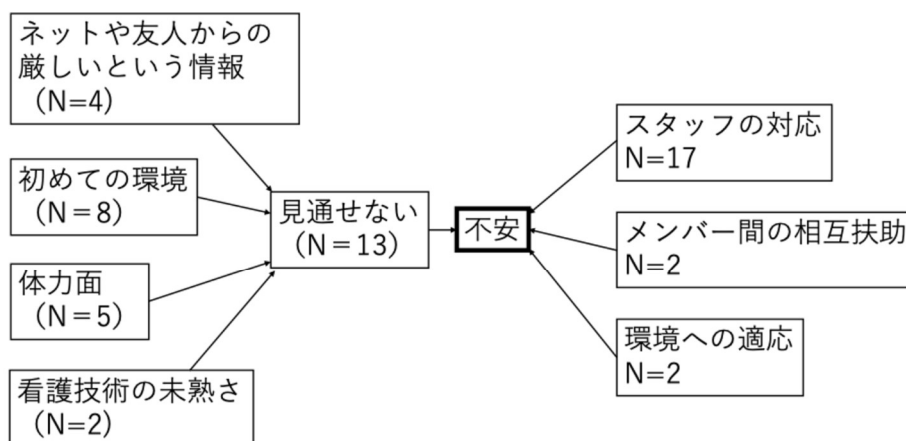 ネットや友人からの
厳しいという情報
（N=4）
初めての環境
（N＝8）
体力面
（N＝5）
看護技術の未熟さ
（N=2）
見通せない
（N＝13）
不安
スタッフの対応
N=17
メンバー間の相互扶助
N=2
環境への適応
N=2